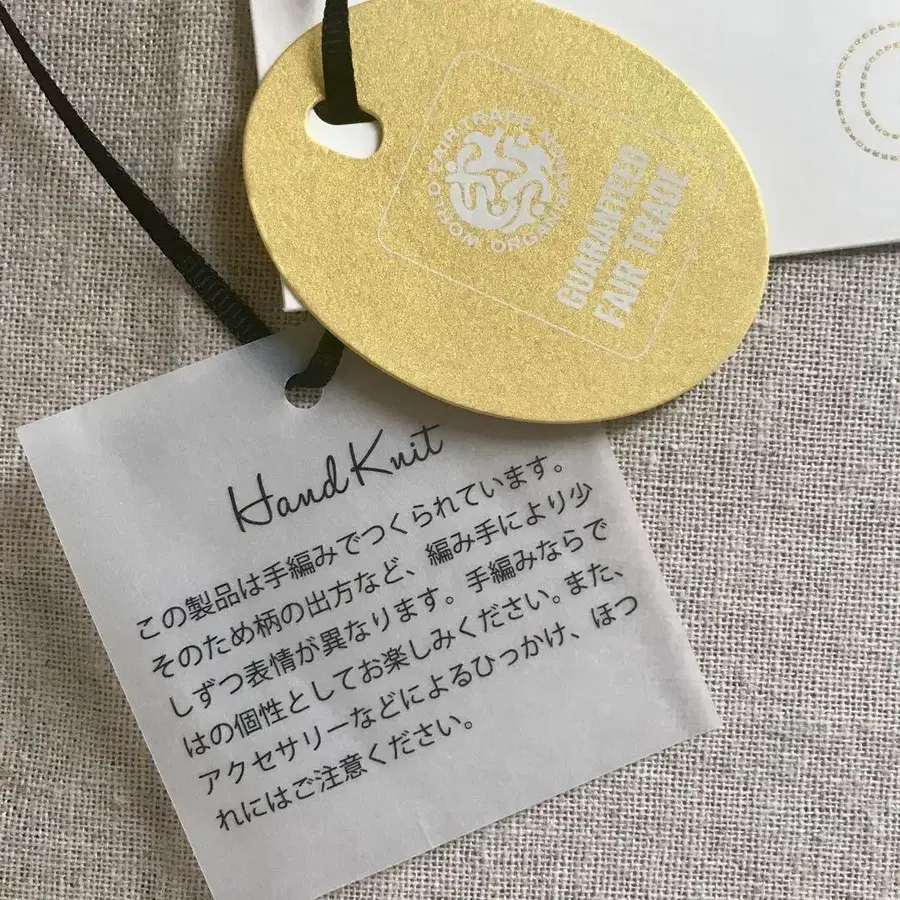 WORLD FAIR TRADE ORGANIZATION
GUARANTEED
FAIR TRADE
Hand Knit
この製品は手編みでつくられています。
そのため柄の出方など、編み手により少
しずつ表情が異なります。手編みならで
はの個性としてお楽しみください。また、
アクセサリーなどによるひっかけ、ほつ
れにはご注意ください。